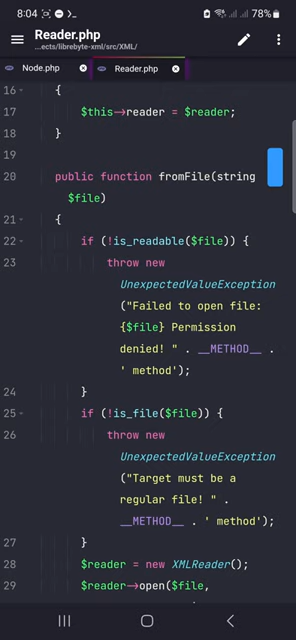 8:04 78%
Reader.php
...ects/librebyte-xml/src/XML/
Node.php Reader.php
16 {
17 $this->reader = $reader;
18 }
19
20 public function fromFile(string
$file)
21 {
22 if (!is_readable($file)) {
23 throw new
UnexpectedValueException
("Failed to open file:
{$file} Permission
denied! " . __METHOD__ .
' method');
24 }
25 if (!is_file($file)) {
26 throw new
UnexpectedValueException
("Target must be a
regular file! " .
__METHOD__ . ' method');
27 }
28 $reader = new XMLReader();
29 $reader->open($file,